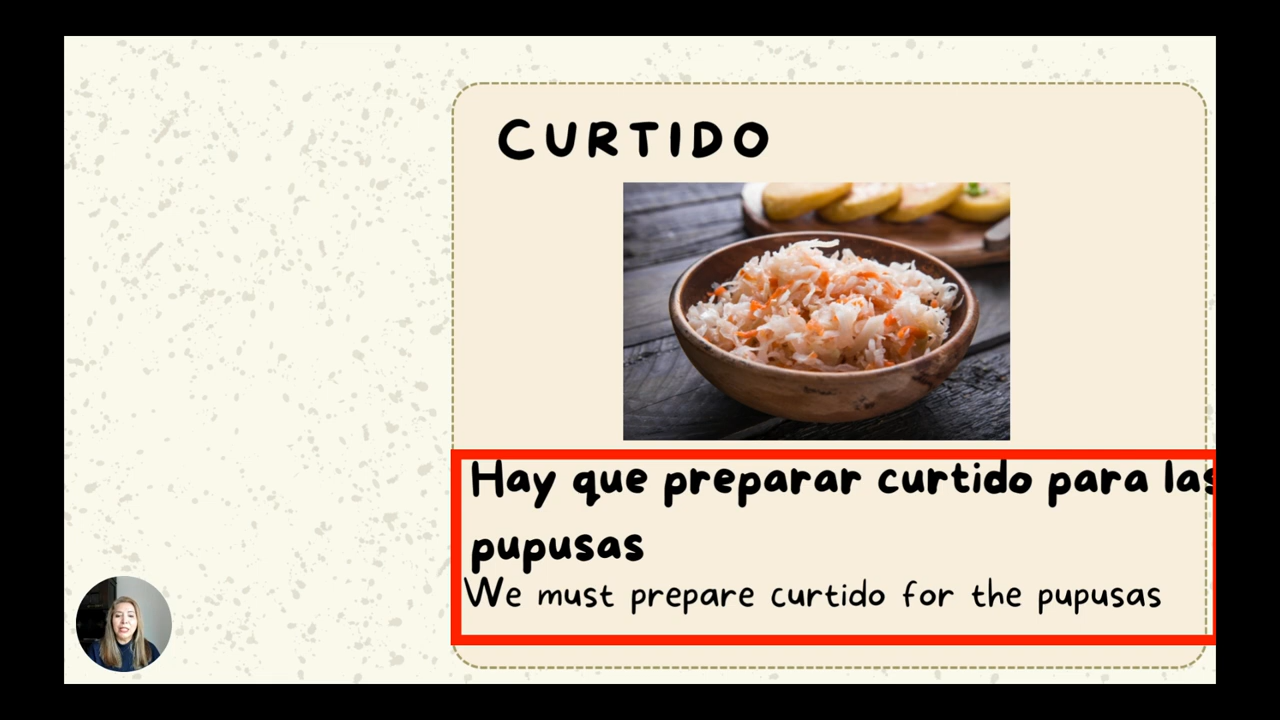 CURTIDO
Hay que preparar curtido para las
pupusas
We must prepare curtido for the pupusas